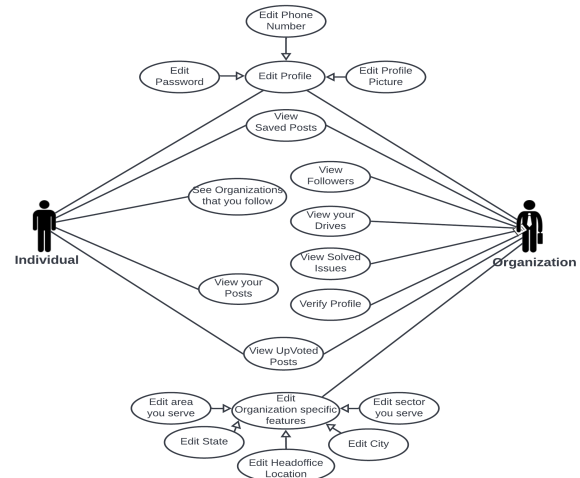 Edit Phone
Number
Edit
Password
Edit Profile
Edit Profile
Picture
View
Saved Posts
View
Followers
See Organizations
that you follow
View your
Drives
Individual
Organization
View Solved
Issues
View your
Posts
Verify Profile
View UpVoted
Posts
Edit area
you serve
Edit
Organization specific
features
Edit sector
you serve
Edit State
Edit City
Edit Headoffice
Location